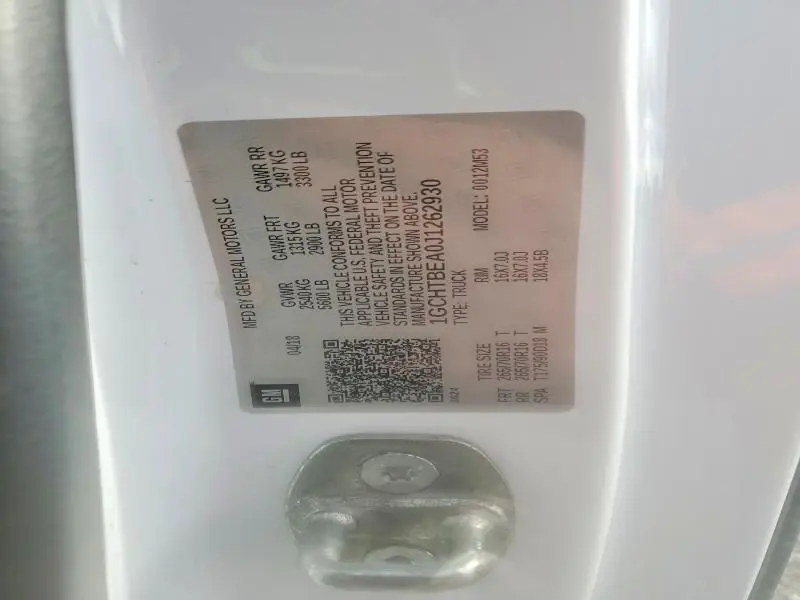 GM
MFD BY GENERAL MOTORS LLC
04/18
GVWR GAWR FRT GAWR RR
2540 KG 1315 KG 1497 KG
5600 LB 2900 LB 3300 LB
THIS VEHICLE CONFORMS TO ALL
APPLICABLE U.S. FEDERAL MOTOR
VEHICLE SAFETY AND THEFT PREVENTION
STANDARDS IN EFFECT ON THE DATE OF
MANUFACTURE SHOWN ABOVE.
1GCHTBEA0J1262930
TYPE: TRUCK MODEL: 0012M53
TIRE SIZE RIM
FRT 265/70R16 T 16X7.0J
RR 265/70R16 T 16X7.0J
SPA T175/90D18 M 18X4.5B